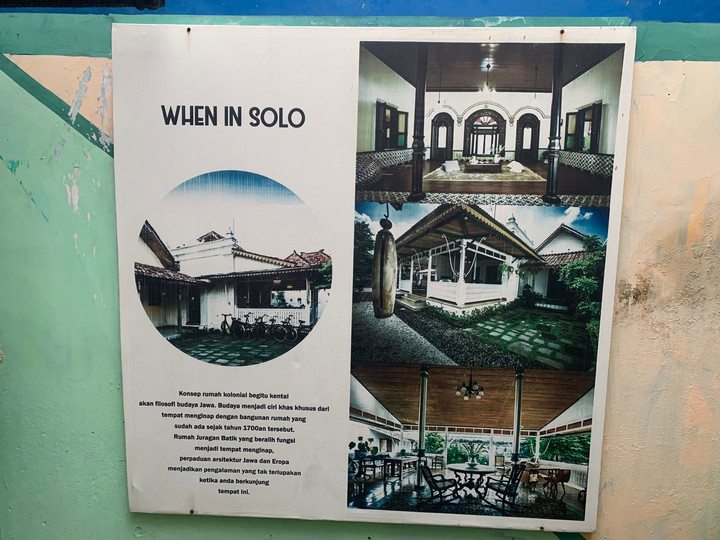 WHEN IN SOLO
Konsep rumah kolonial begitu kental
akan filosofi budaya Jawa. Budaya menjadi ciri khas khusus dari
tempat menginap dengan bangunan rumah yang
sudah ada sejak tahun 1700an tersebut.
Rumah Juragan Batik yang beralih fungsi
menjadi tempat menginap,
perpaduan arsitektur Jawa dan Eropa
menjadikan pengalaman yang tak terlupakan
ketika anda berkunjung
tempat ini.